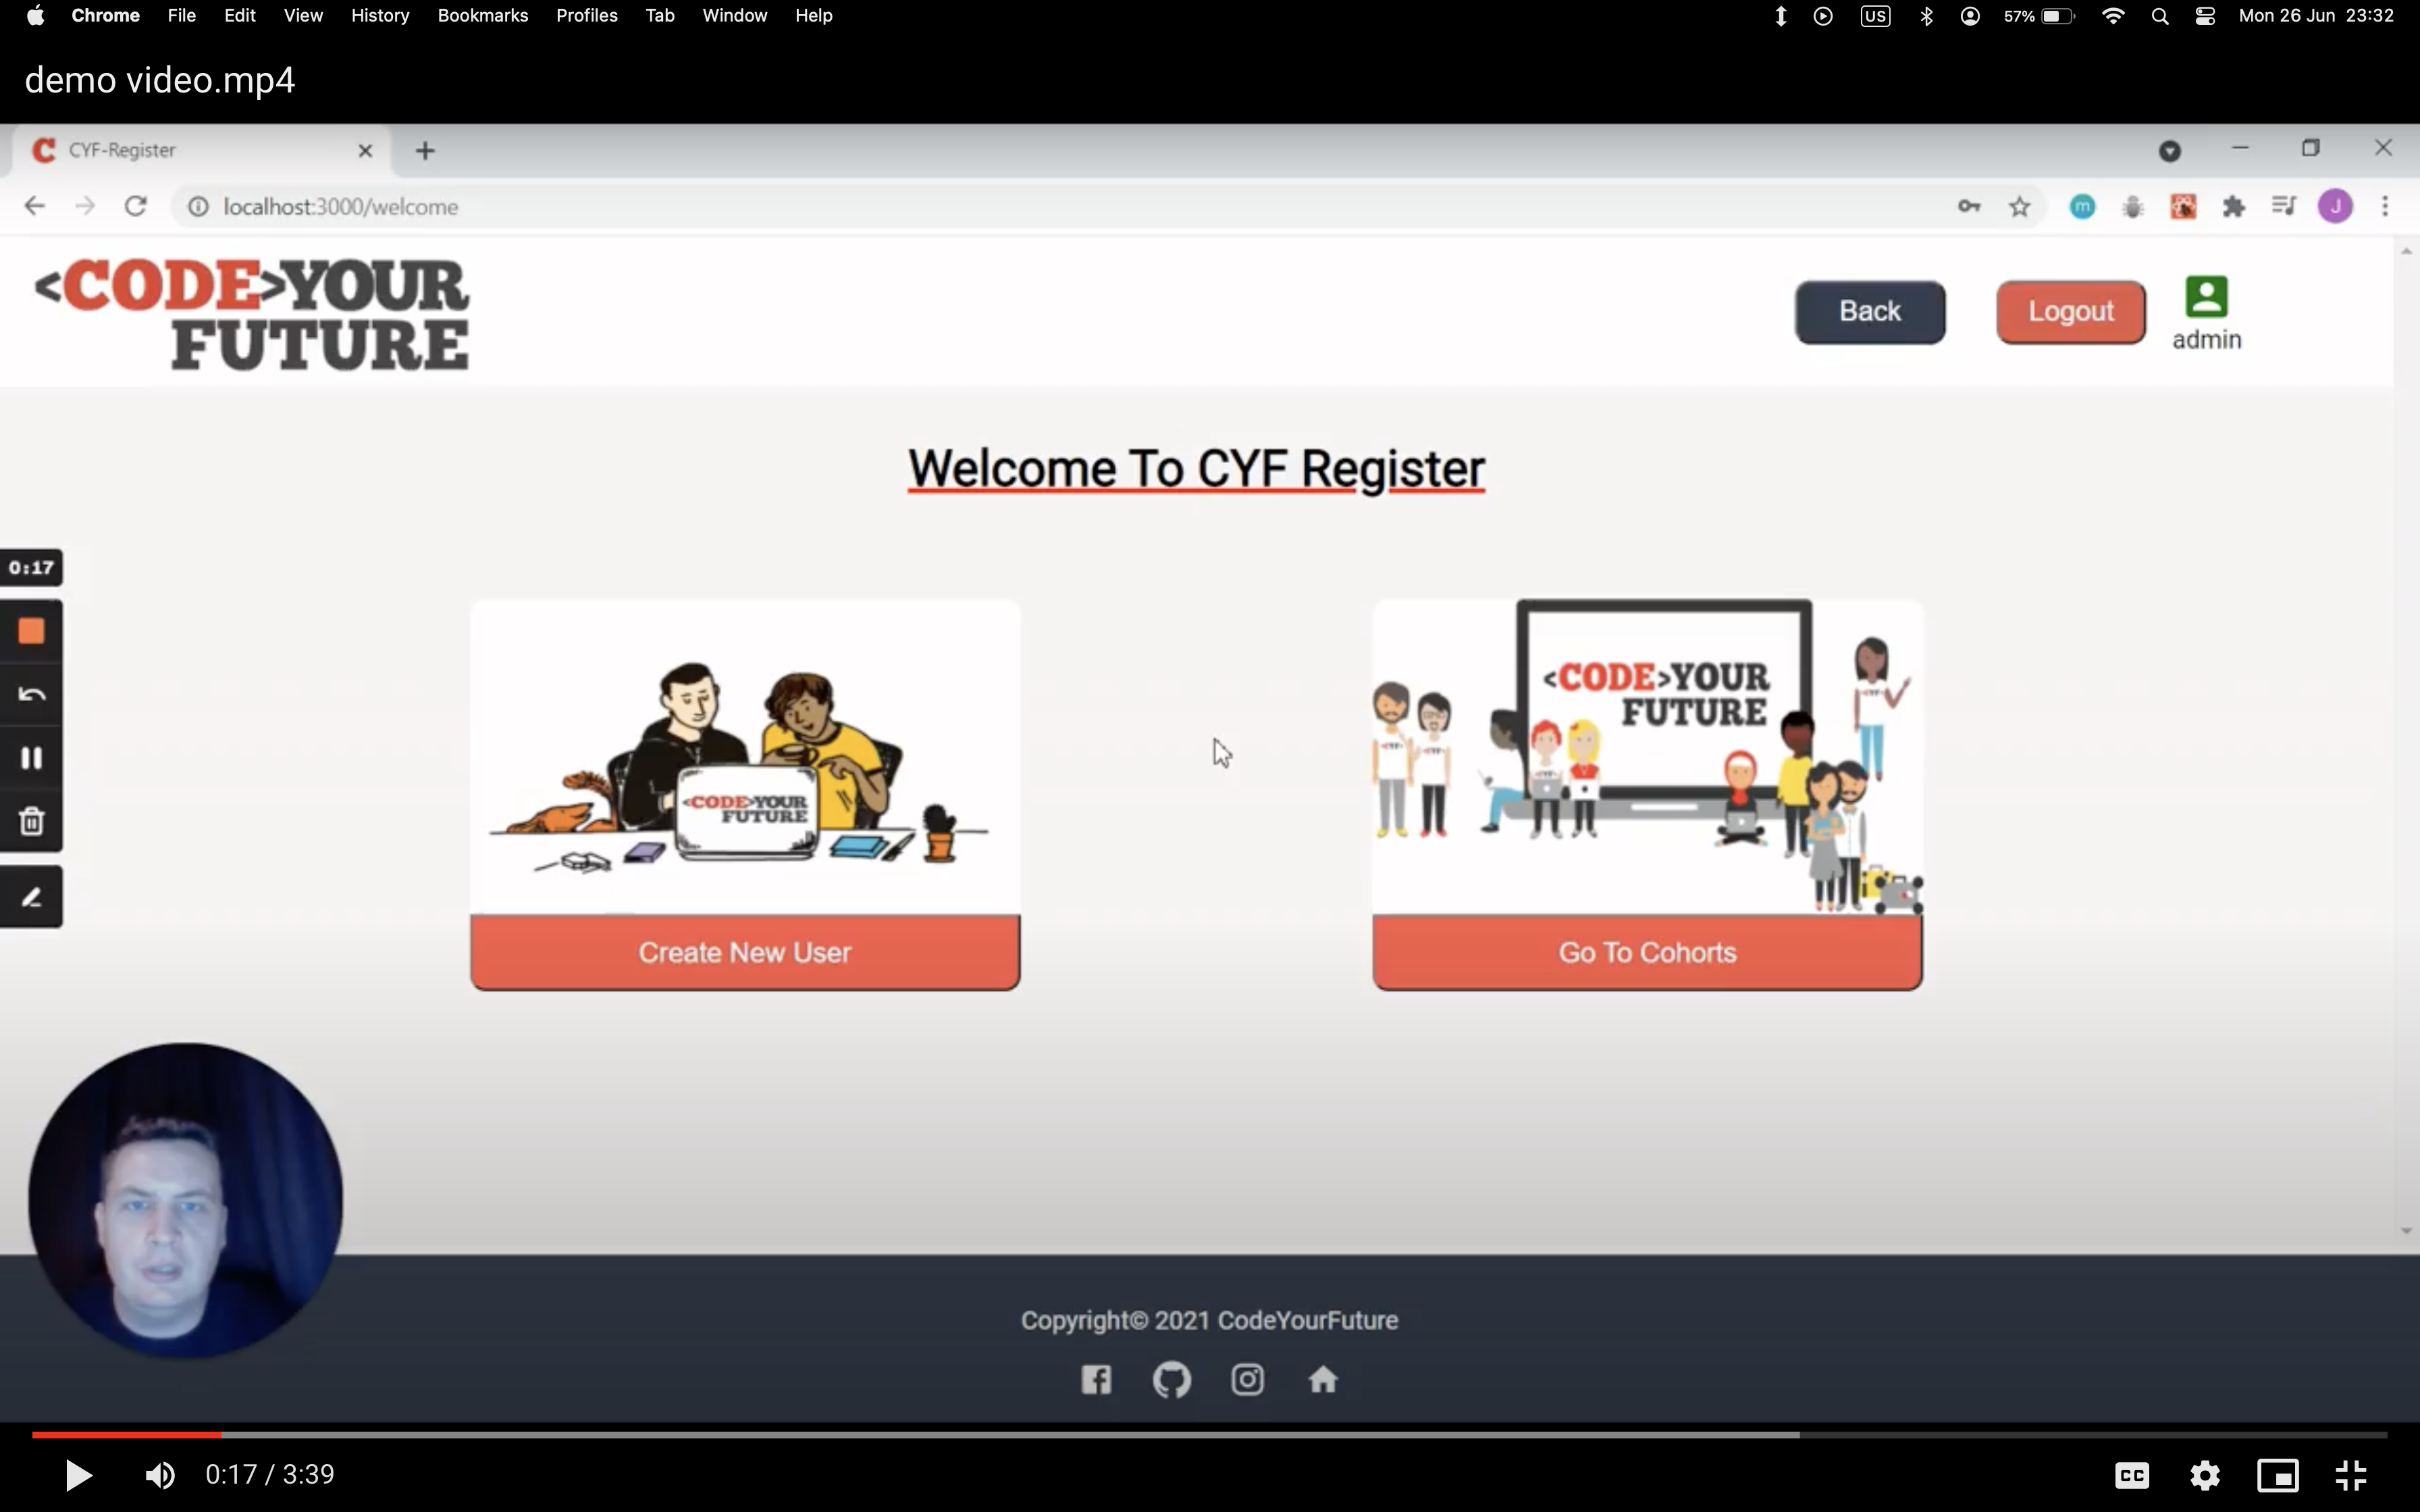 Chrome File Edit View History Bookmarks Profiles Tab Window Help US 57% Mon 26 Jun 23:32
demo video.mp4
C CYF-Register
localhost:3000/welcome m J
<CODE>YOUR
FUTURE
Back Logout
admin
Welcome To CYF Register
0:17
<CODE>YOUR
FUTURE
<CODE>YOUR
FUTURE
Create New User Go To Cohorts
Copyright© 2021 CodeYourFuture
0:17 / 3:39 CC